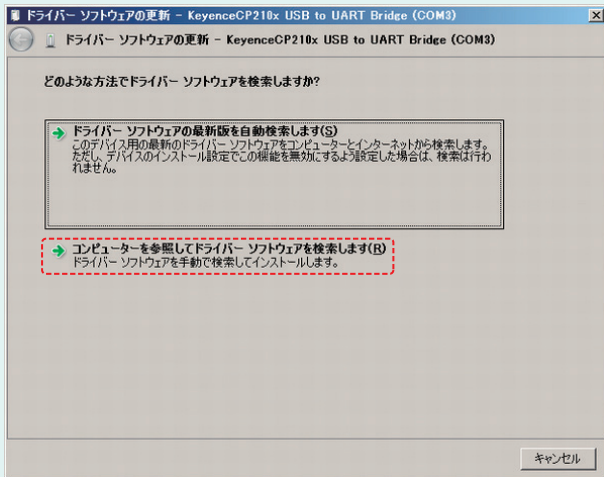 ドライバー ソフトウェアの更新 - KeyenceCP210x USB to UART Bridge (COM3)
ドライバー ソフトウェアの更新 - KeyenceCP210x USB to UART Bridge (COM3)
どのような方法でドライバー ソフトウェアを検索しますか?
ドライバー ソフトウェアの最新版を自動検索します(S)
このデバイス用の最新のドライバー ソフトウェアをコンピューターとインターネットから検索します。
ただし、デバイスのインストール設定でこの機能を無効にするよう設定した場合は、検索は行わ
れません。
コンピューターを参照してドライバー ソフトウェアを検索します(R)
ドライバー ソフトウェアを手動で検索してインストールします。
キャンセル